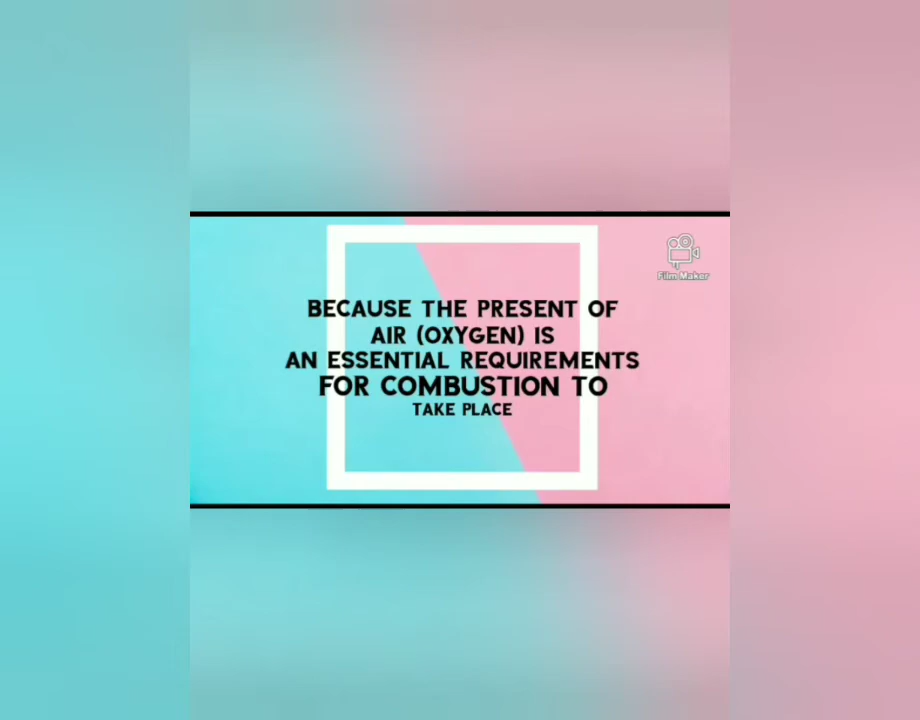 Film Maker
BECAUSE THE PRESENT OF
AIR (OXYGEN) IS
AN ESSENTIAL REQUIREMENTS
FOR COMBUSTION TO
TAKE PLACE